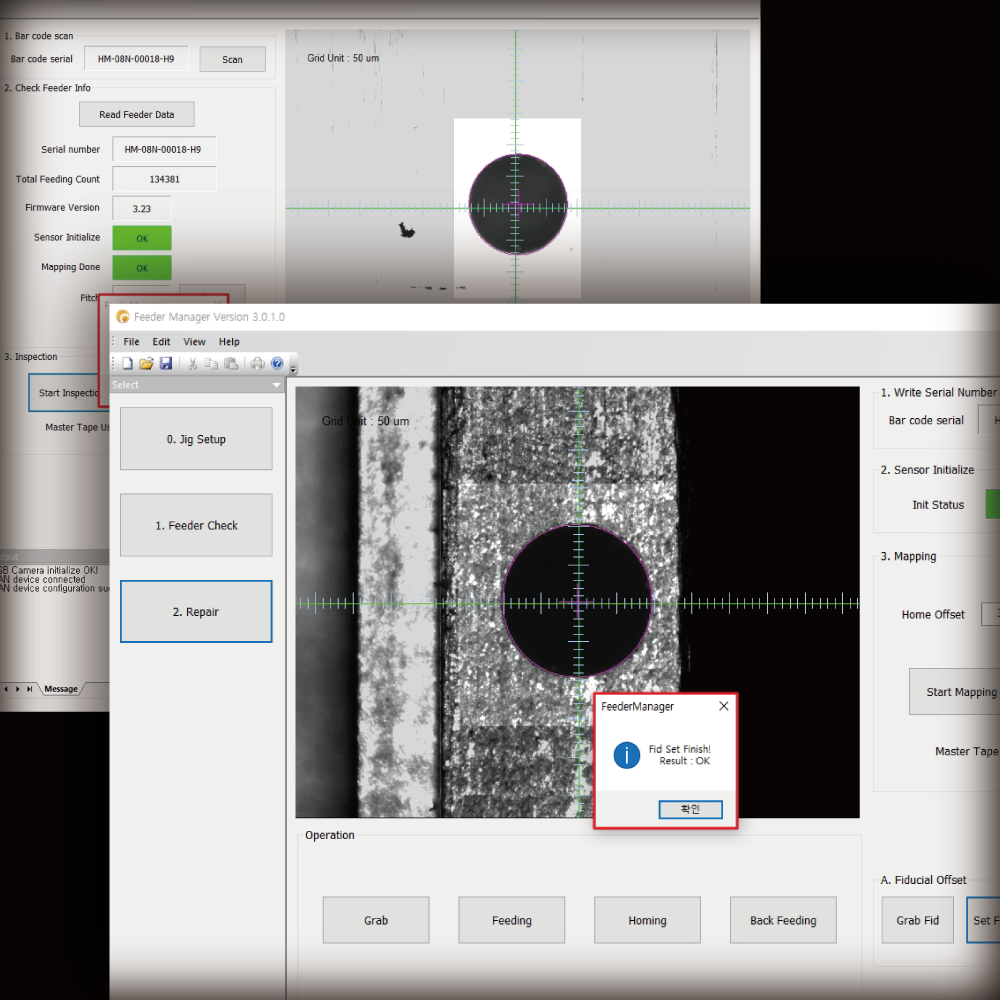 1. Bar code scan
Bar code serial HM-08N-00018-H9 Scan
2. Check Feeder Info
Read Feeder Data
Serial number HM-08N-00018-H9
Total Feeding Count 134381
Firmware Version 3.23
Sensor Initialize OK
Mapping Done OK
Pitch
3. Inspection
Start Inspectio
Master Tape Us
Grid Unit : 50 um
SB Camera initialize OK!
AN device connected
AN device configuration su
Message
Feeder Manager Version 3.0.1.0
File Edit View Help
Select
0. Jig Setup
1. Feeder Check
2. Repair
Grid Unit : 50 um
FeederManager
Fid Set Finish!
Result : OK
확인
Operation
Grab Feeding Homing Back Feeding
1. Write Serial Number
Bar code serial
2. Sensor Initialize
Init Status
3. Mapping
Home Offset
Start Mapping
Master Tape
A. Fiducial Offset
Grab Fid Set F